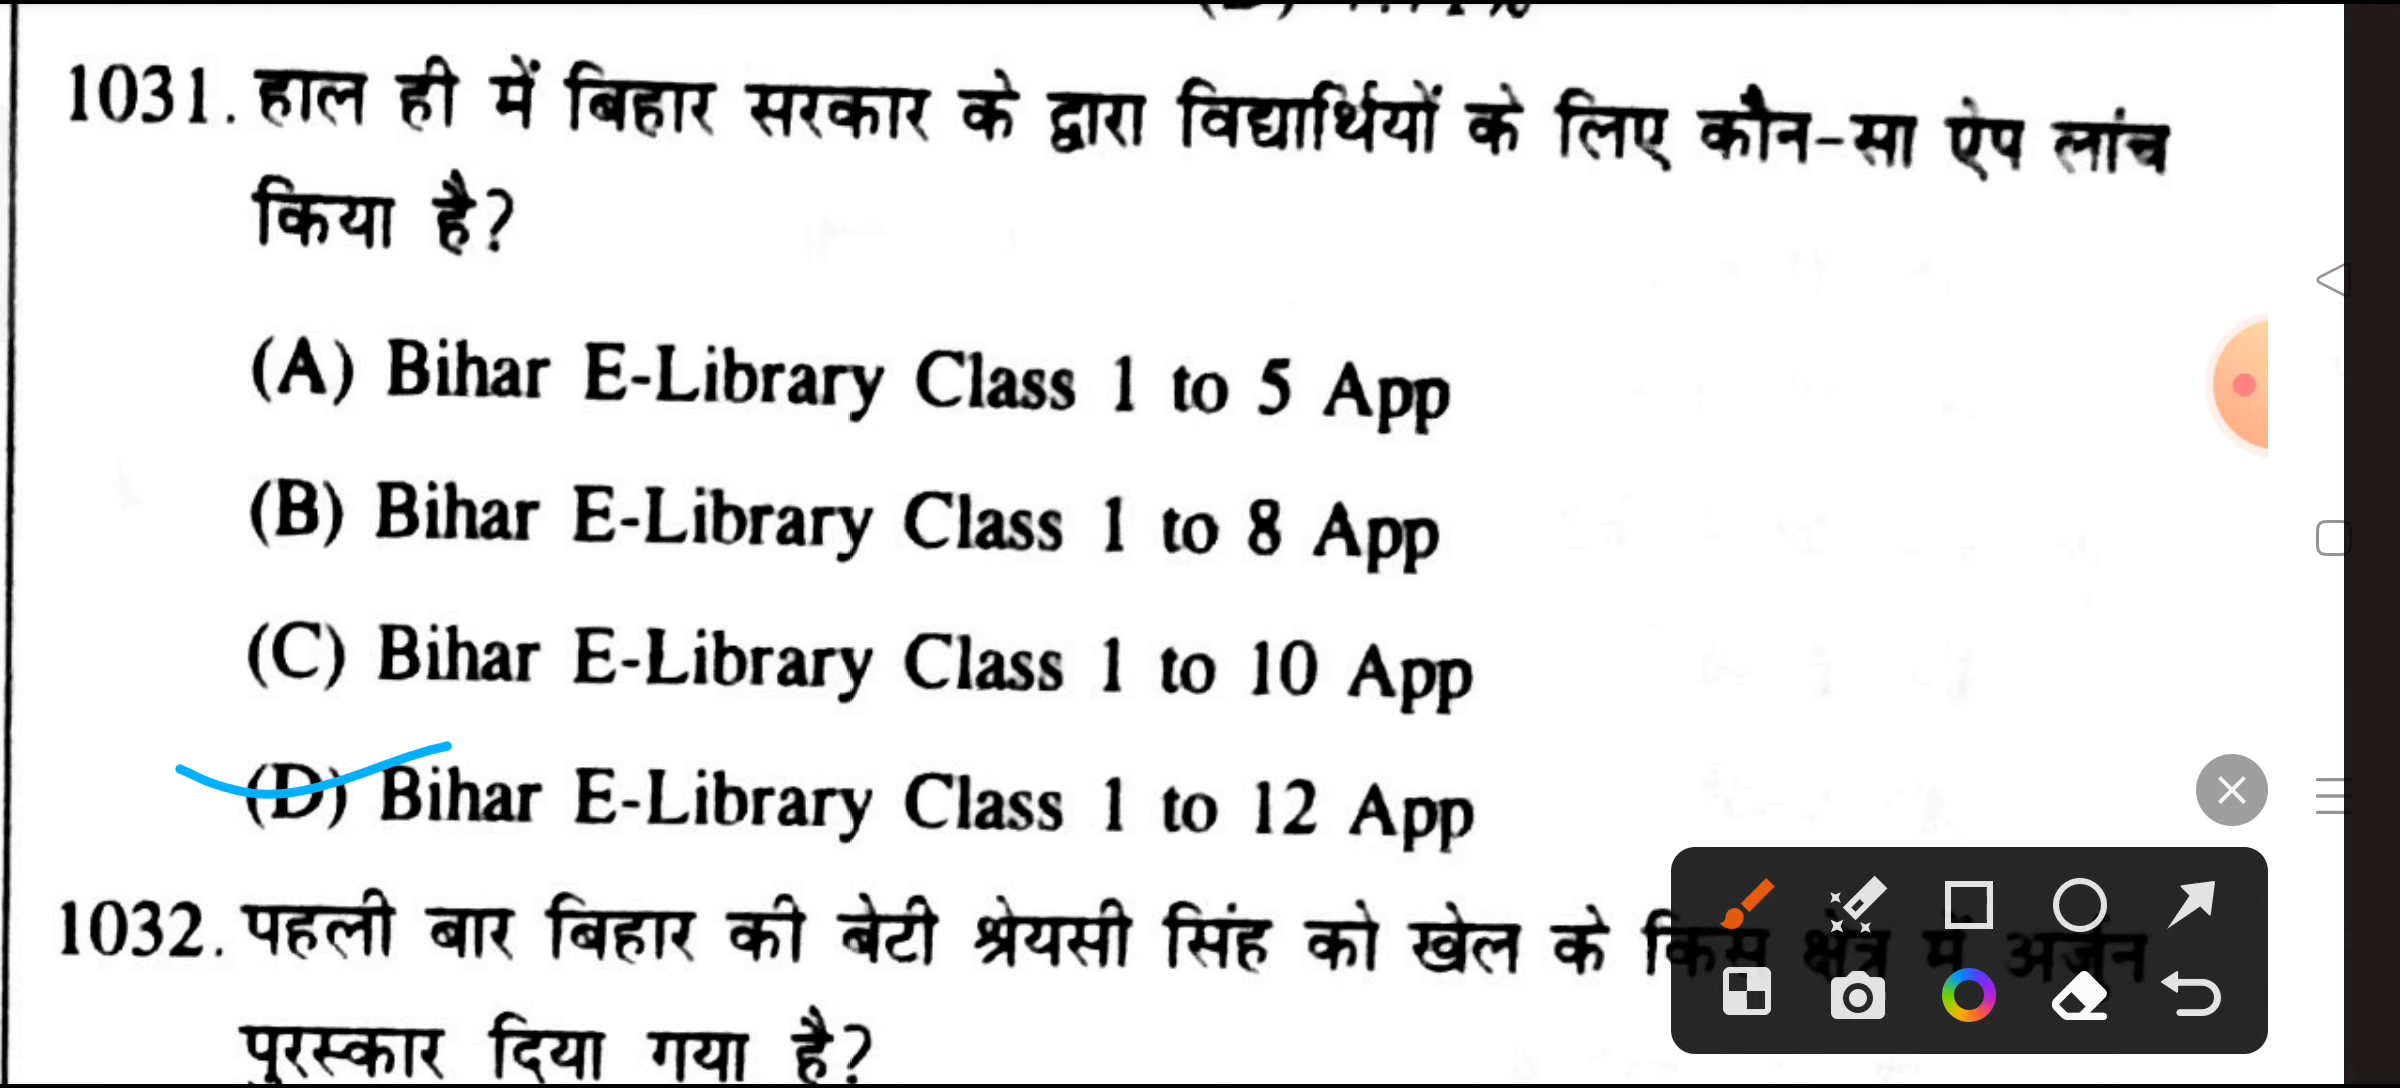 1031. हाल ही में बिहार सरकार के द्वारा विद्यार्थियों के लिए कौन-सा ऐप लांच
किया है?
(A) Bihar E-Library Class 1 to 5 App
(B) Bihar E-Library Class 1 to 8 App
(C) Bihar E-Library Class 1 to 10 App
(D) Bihar E-Library Class 1 to 12 App
1032. पहली बार बिहार की बेटी श्रेयसी सिंह को खेल के किस क्षेत्र में अर्जुन
पुरस्कार दिया गया है?